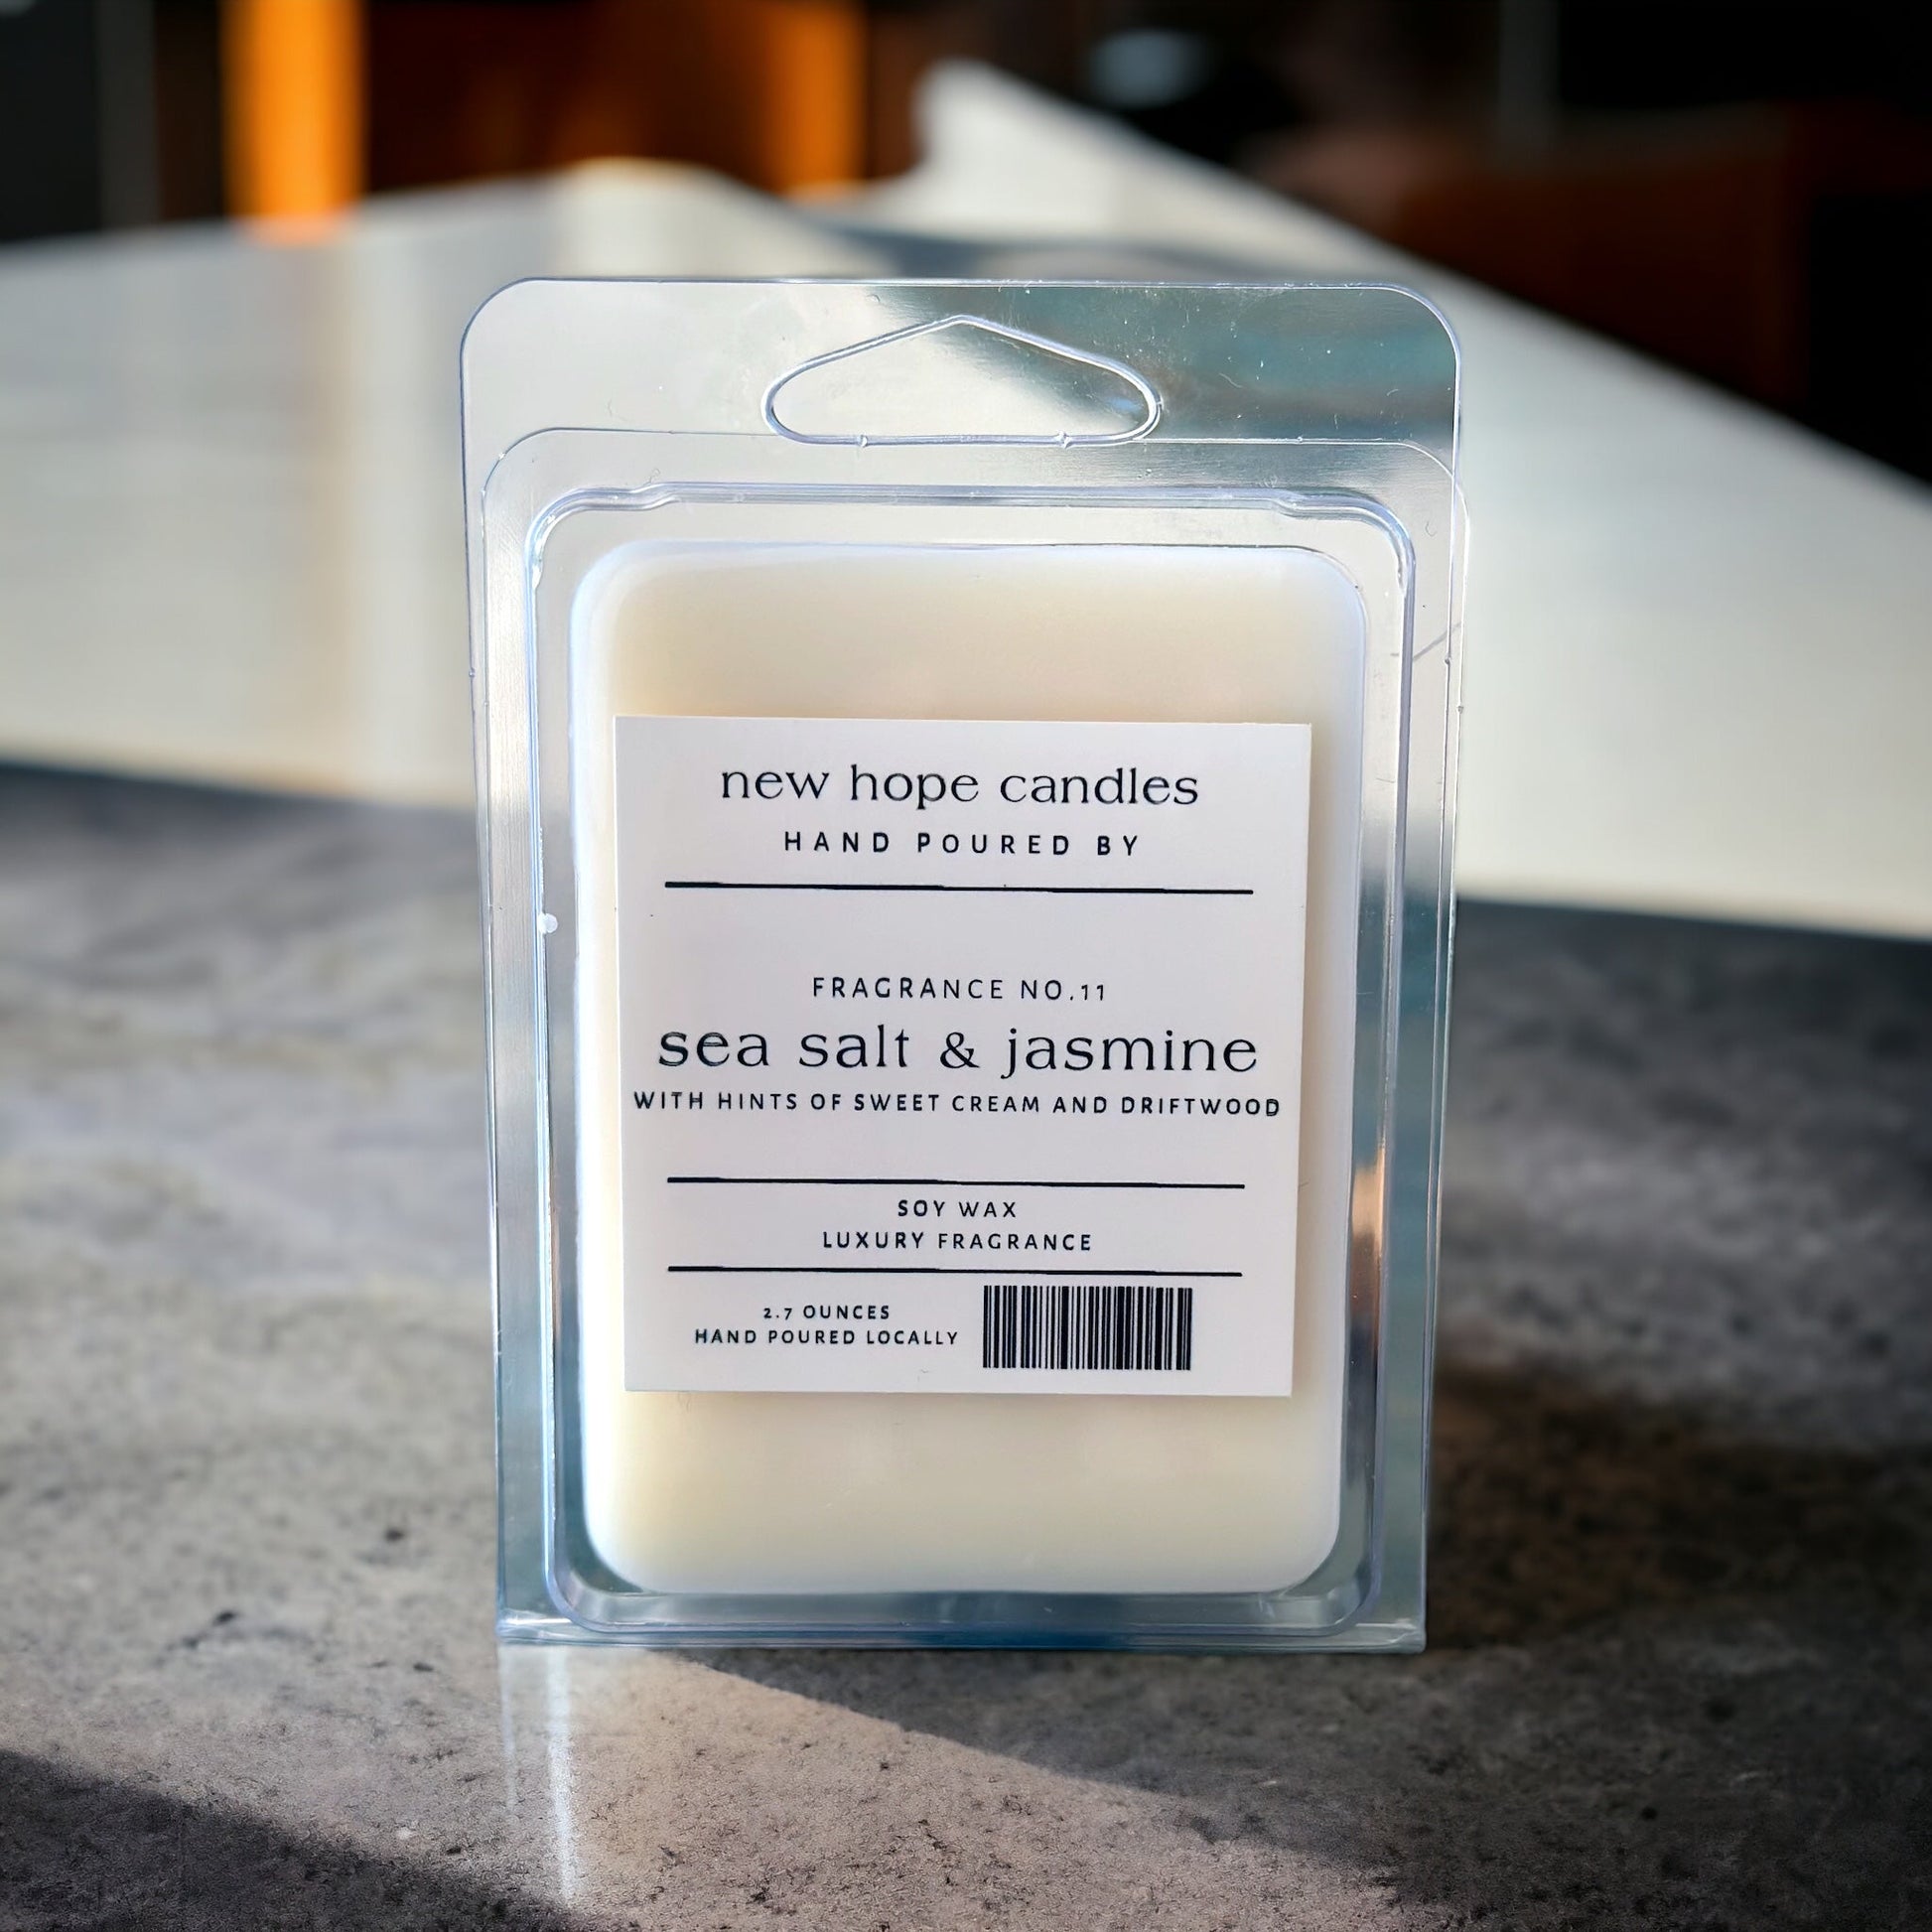 new hope candles
HAND POURED BY
FRAGRANCE NO.11
sea salt & jasmine
WITH HINTS OF SWEET CREAM AND DRIFTWOOD
SOY WAX
LUXURY FRAGRANCE
2.7 OUNCES
HAND POURED LOCALLY